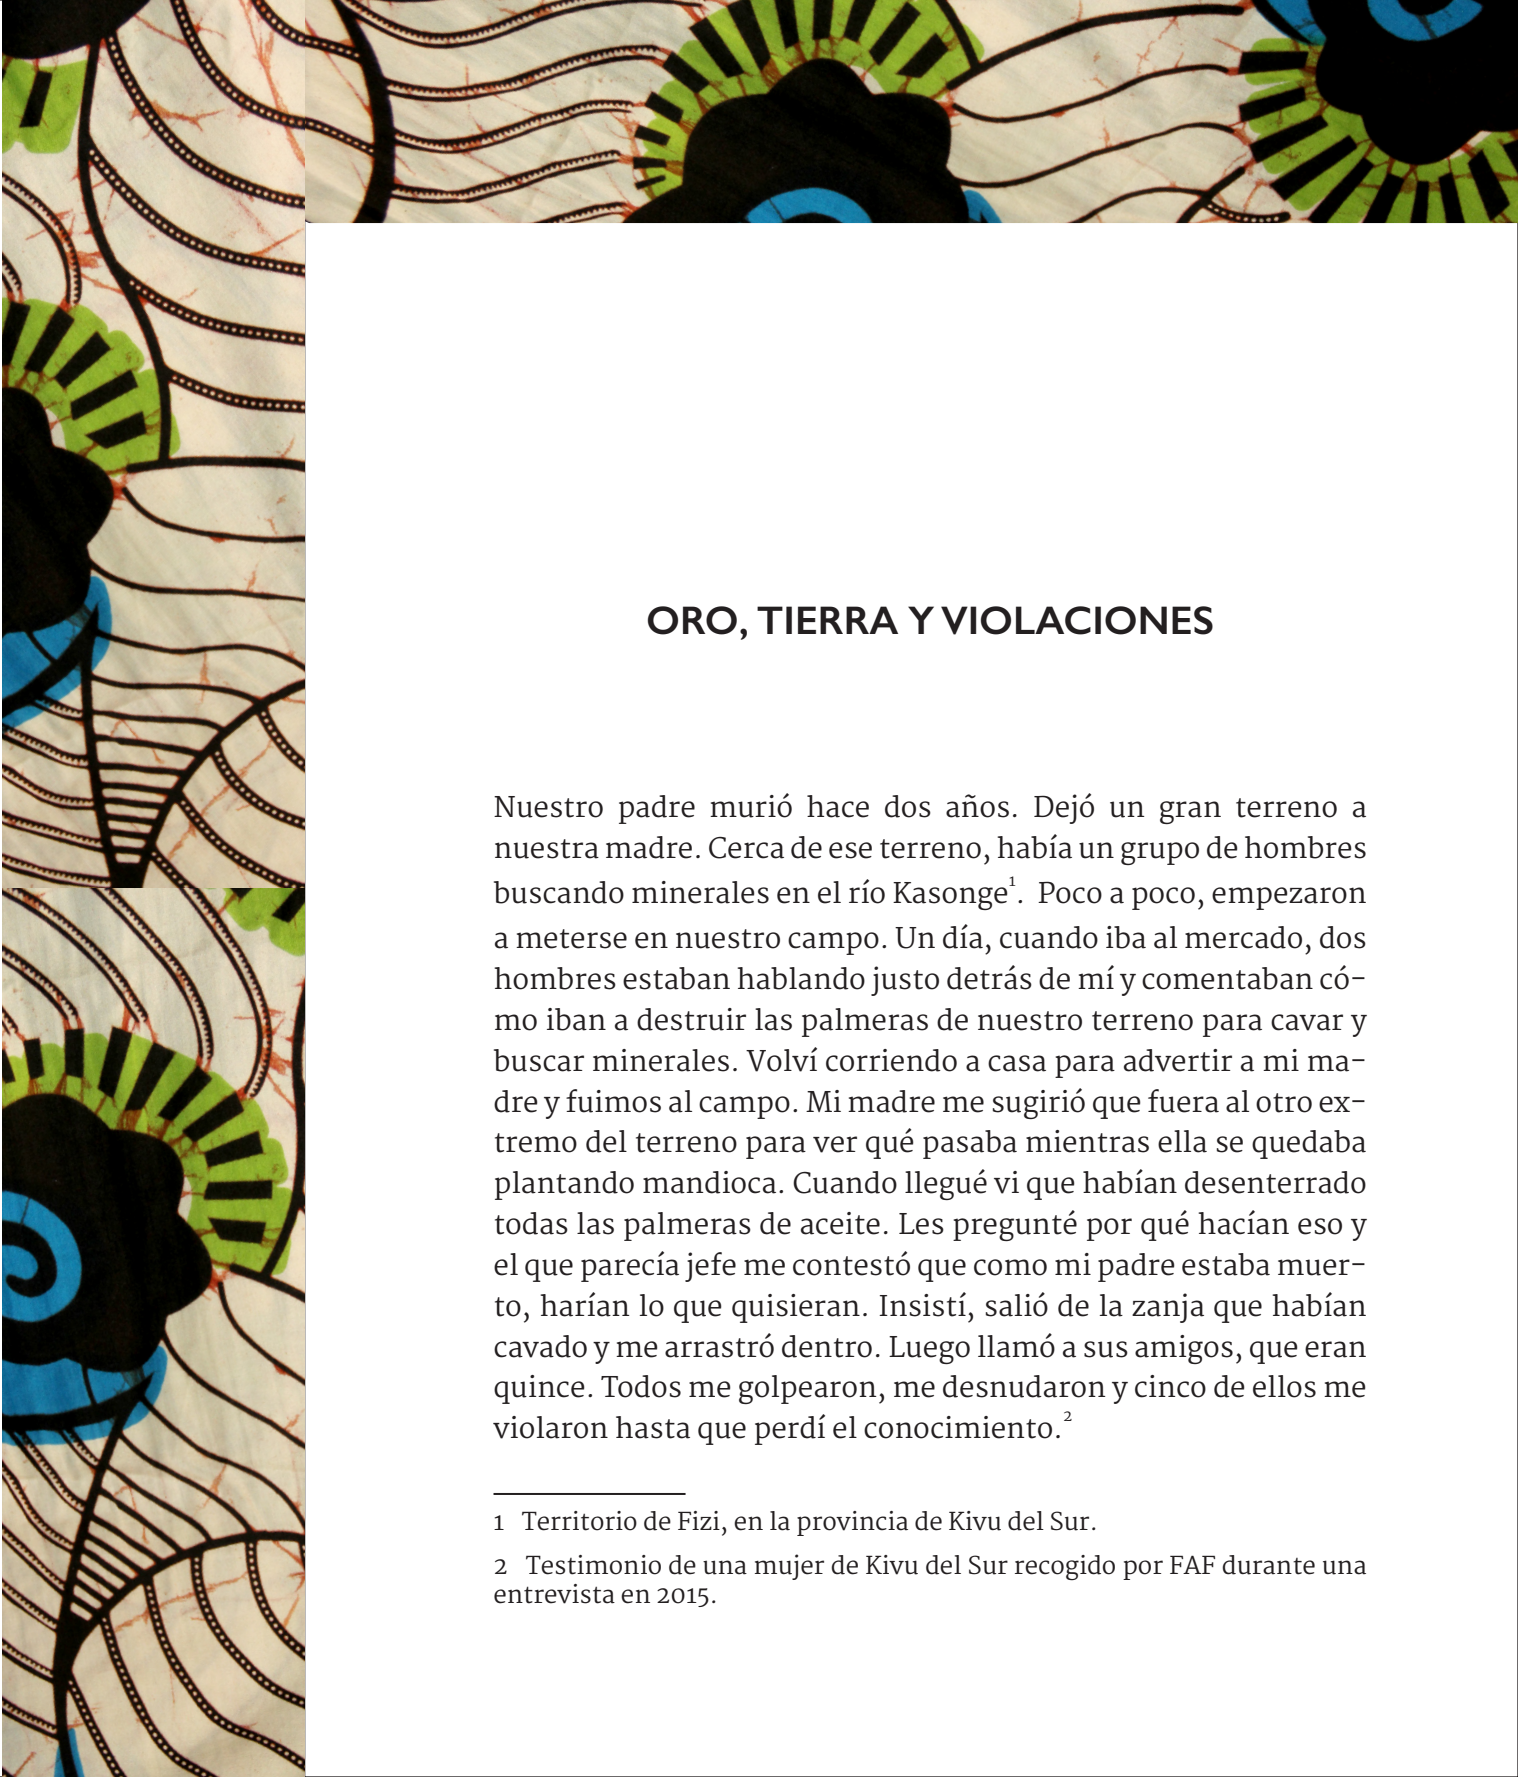 ORO, TIERRA Y VIOLACIONES
Nuestro padre murió hace dos años. Dejó un gran terreno a
nuestra madre. Cerca de ese terreno, había un grupo de hombres
buscando minerales en el río Kasonge¹. Poco a poco, empezaron
a meterse en nuestro campo. Un día, cuando iba al mercado, dos
hombres estaban hablando justo detrás de mí y comentaban có-
mo iban a destruir las palmeras de nuestro terreno para cavar y
buscar minerales. Volví corriendo a casa para advertir a mi ma-
dre y fuimos al campo. Mi madre me sugirió que fuera al otro ex-
tremo del terreno para ver qué pasaba mientras ella se quedaba
plantando mandioca. Cuando llegué vi que habían desenterrado
todas las palmeras de aceite. Les pregunté por qué hacían eso y
el que parecía jefe me contestó que como mi padre estaba muer-
to, harían lo que quisieran. Insistí, salió de la zanja que habían
cavado y me arrastró dentro. Luego llamó a sus amigos, que eran
quince. Todos me golpearon, me desnudaron y cinco de ellos me
violaron hasta que perdí el conocimiento.²
1 Territorio de Fizi, en la provincia de Kivu del Sur.
2 Testimonio de una mujer de Kivu del Sur recogido por FAF durante una
entrevista en 2015.